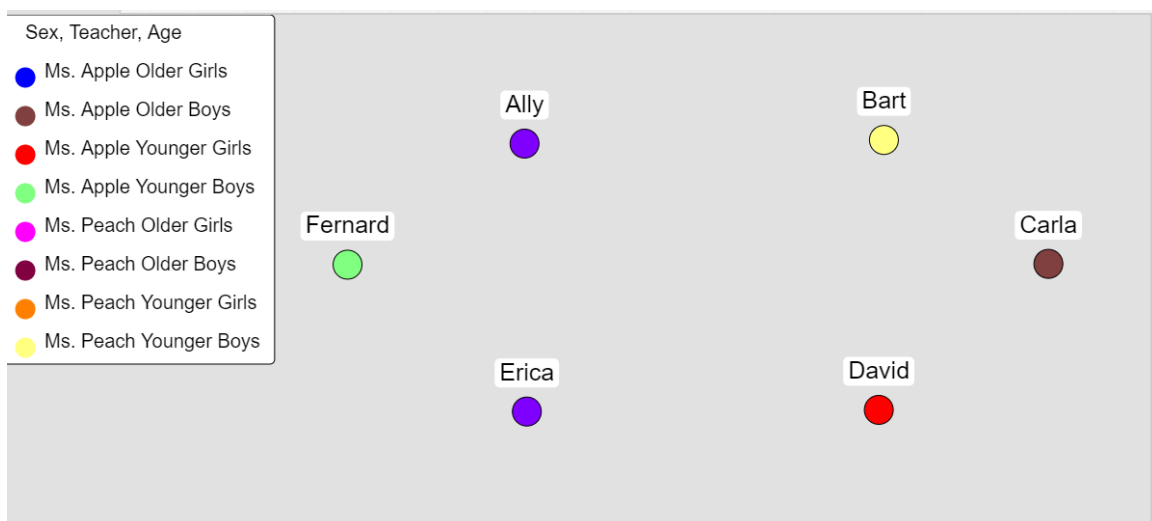 Sex, Teacher, Age
Ms. Apple Older Girls
Ms. Apple Older Boys
Ms. Apple Younger Girls
Ms. Apple Younger Boys
Ms. Peach Older Girls
Ms. Peach Older Boys
Ms. Peach Younger Girls
Ms. Peach Younger Boys
Ally
Bart
Fernard
Carla
Erica
David